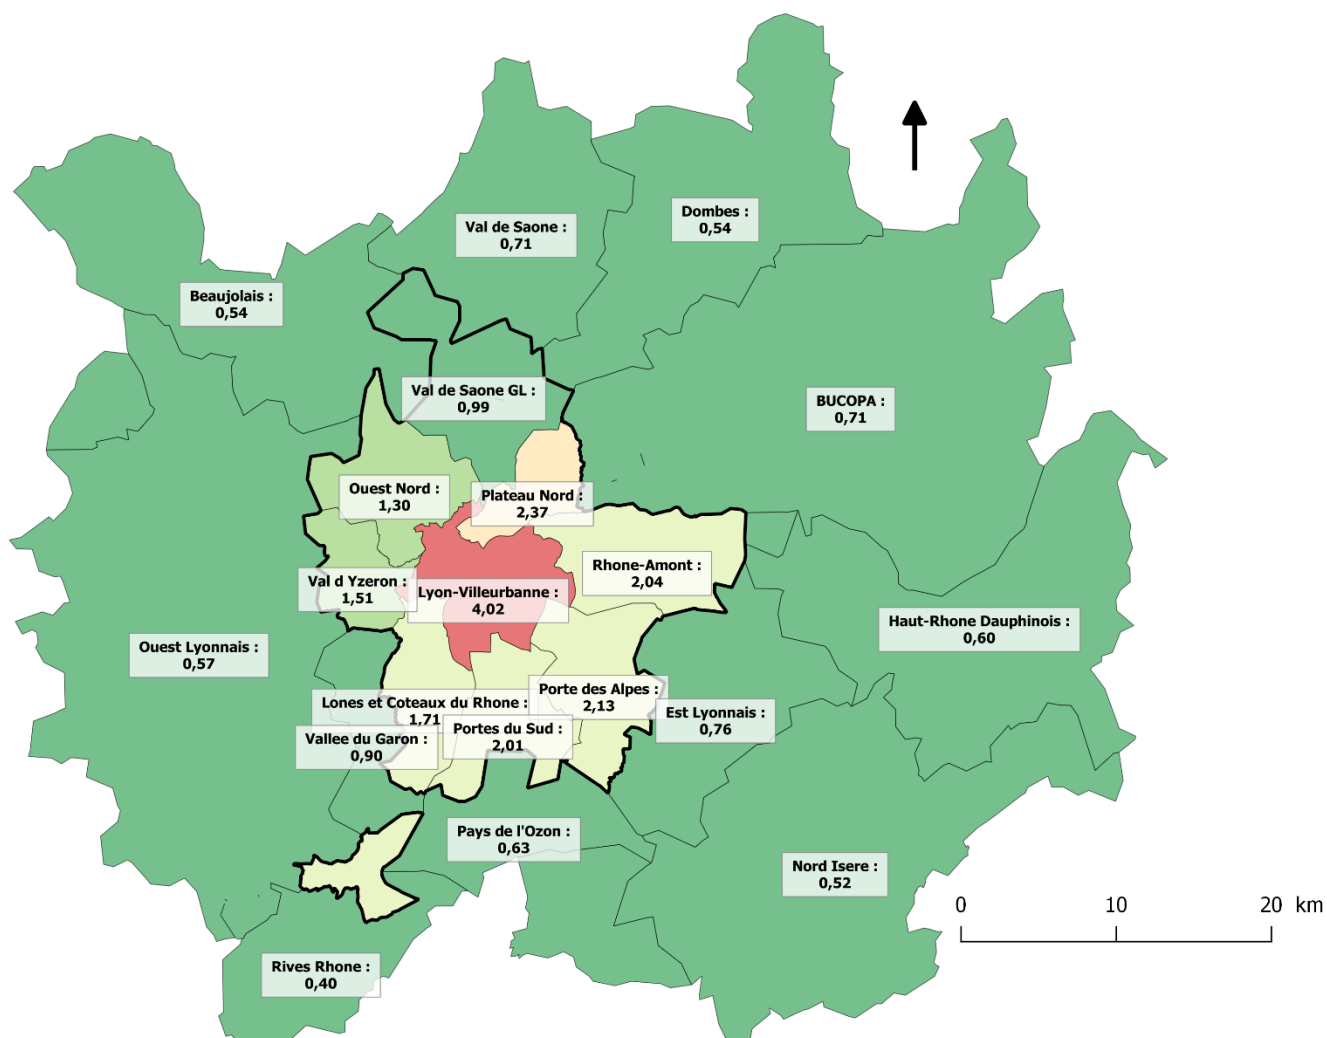 Dombes :
0,54
Val de Saone :
0,71
Beaujolais :
0,54
Val de Saone GL :
0,99
BUCOPA :
0,71
Ouest Nord :
1,30
Plateau Nord :
2,37
Rhone-Amont :
2,04
Val d Yzeron :
1,51
Lyon-Villeurbanne :
4,02
Haut-Rhone Dauphinois :
0,60
Ouest Lyonnais :
0,57
Porte des Alpes :
2,13
Lones et Coteaux du Rhone :
1,71
Est Lyonnais :
0,76
Portes du Sud :
2,01
Vallee du Garon :
0,90
Pays de l'Ozon :
0,63
Nord Isere :
0,52
0 10 20 km
Rives Rhone :
0,40